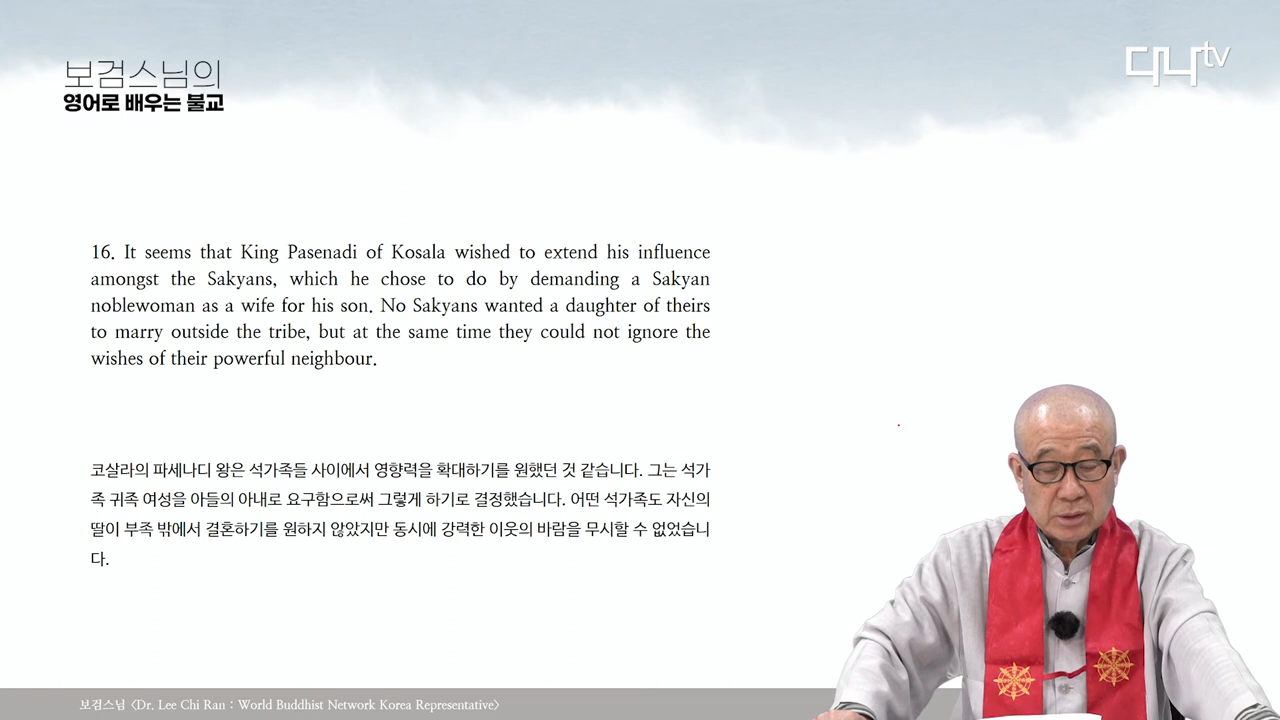 보검스님의
영어로 배우는 불교
다나tv
16. It seems that King Pasenadi of Kosala wished to extend his influence
amongst the Sakyans, which he chose to do by demanding a Sakyan
noblewoman as a wife for his son. No Sakyans wanted a daughter of theirs
to marry outside the tribe, but at the same time they could not ignore the
wishes of their powerful neighbour.
코살라의 파세나디 왕은 석가족들 사이에서 영향력을 확대하기를 원했던 것 같습니다. 그는 석가
족 귀족 여성을 아들의 아내로 요구함으로써 그렇게 하기로 결정했습니다. 어떤 석가족도 자신의
딸이 부족 밖에서 결혼하기를 원하지 않았지만 동시에 강력한 이웃의 바람을 무시할 수 없었습니
다.
보검스님 <Dr. Lee Chi Ran : World Buddhist Network Korea Representative>